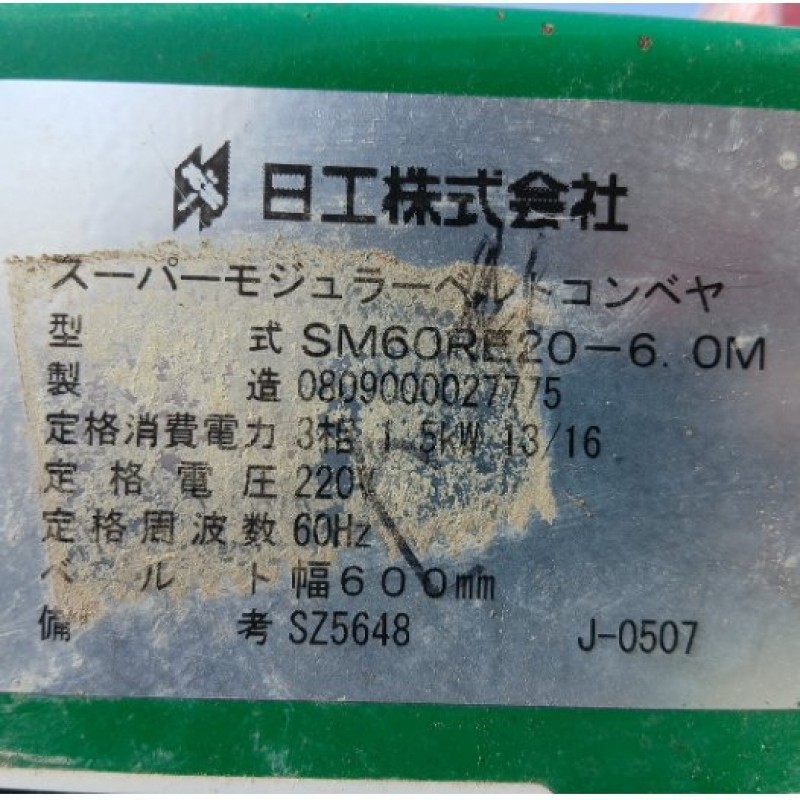 日工株式会社
スーパーモジュラーベルトコンベヤ
型式 SM60RE20-6.0M
製造 0809000027775
定格消費電力 3相 1.5kW 13/16
定格電圧 220V
定格周波数 60Hz
ベルト 幅600mm
備考 SZ5648 J-0507